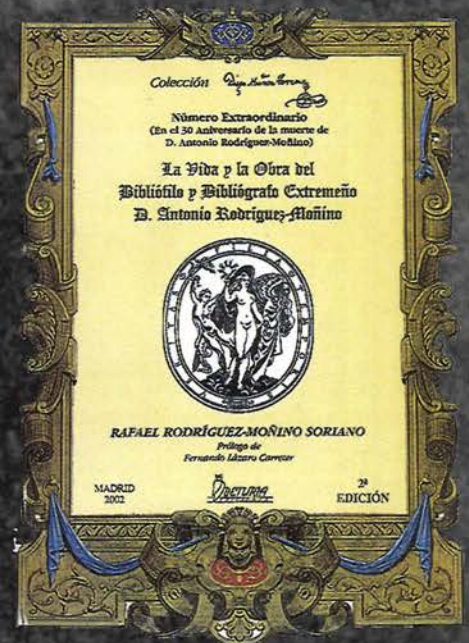 Colección
Número Extraordinario
(En el 30 Aniversario de la muerte de
D. Antonio Rodríguez-Moñino)
La Vida y la Obra del
Bibliófilo y Bibliógrafo Extremeño
D. Antonio Rodríguez-Moñino
RAFAEL RODRÍGUEZ-MOÑINO SORIANO
Prólogo de
Fernando Lázaro Carreter
MADRID
2002
2ª
EDICIÓN